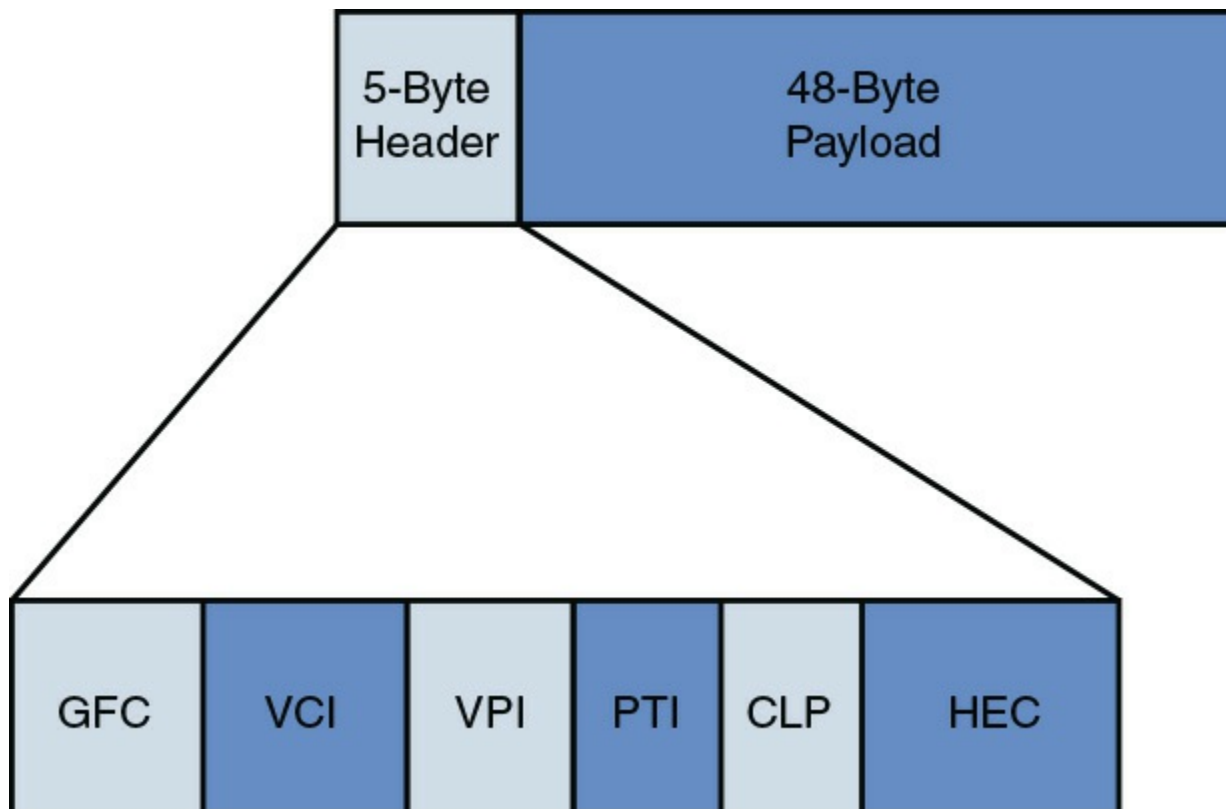 5-Byte
Header
48-Byte
Payload
GFC
VCI
VPI
PTI
CLP
HEC